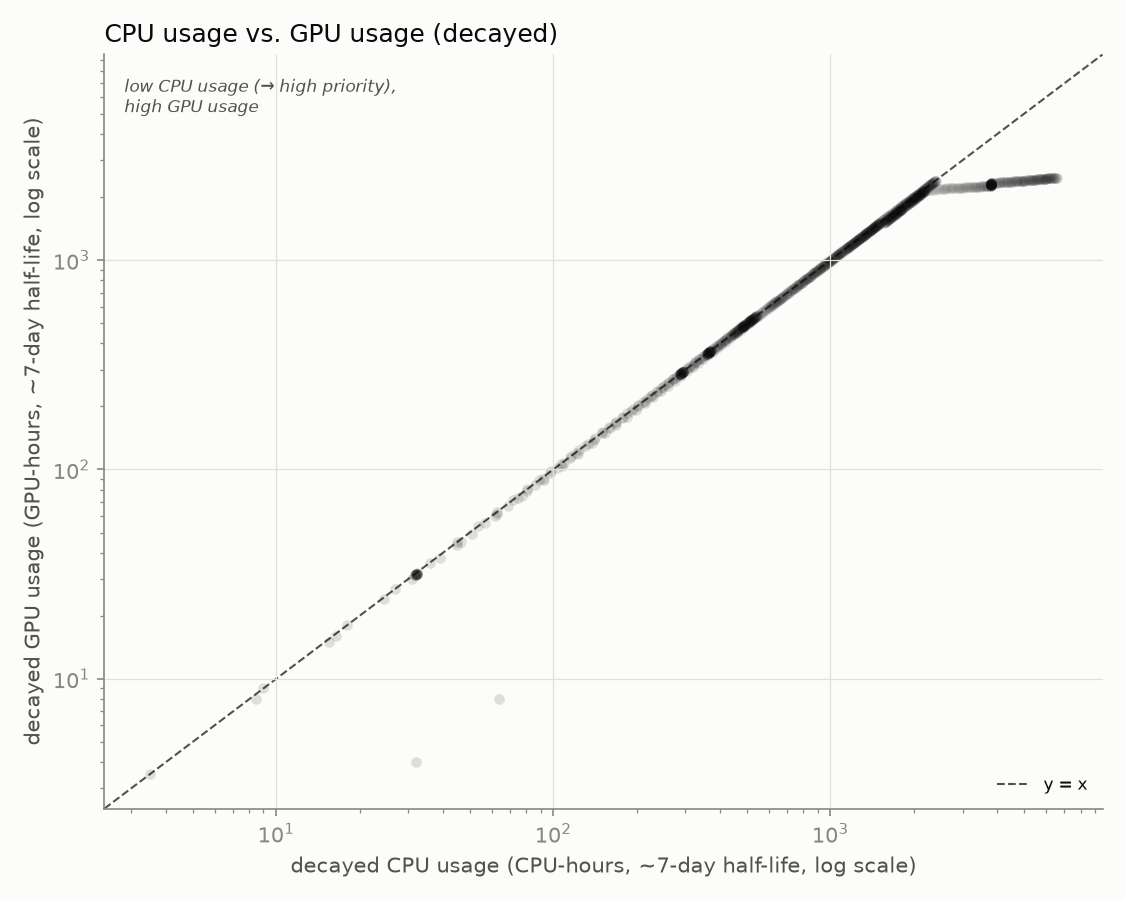 CPU usage vs. GPU usage (decayed)
low CPU usage (→ high priority),
high GPU usage
decayed GPU usage (GPU-hours, ~7-day half-life, log scale)
10³
10²
10¹
y = x
10¹
10²
10³
decayed CPU usage (CPU-hours, ~7-day half-life, log scale)